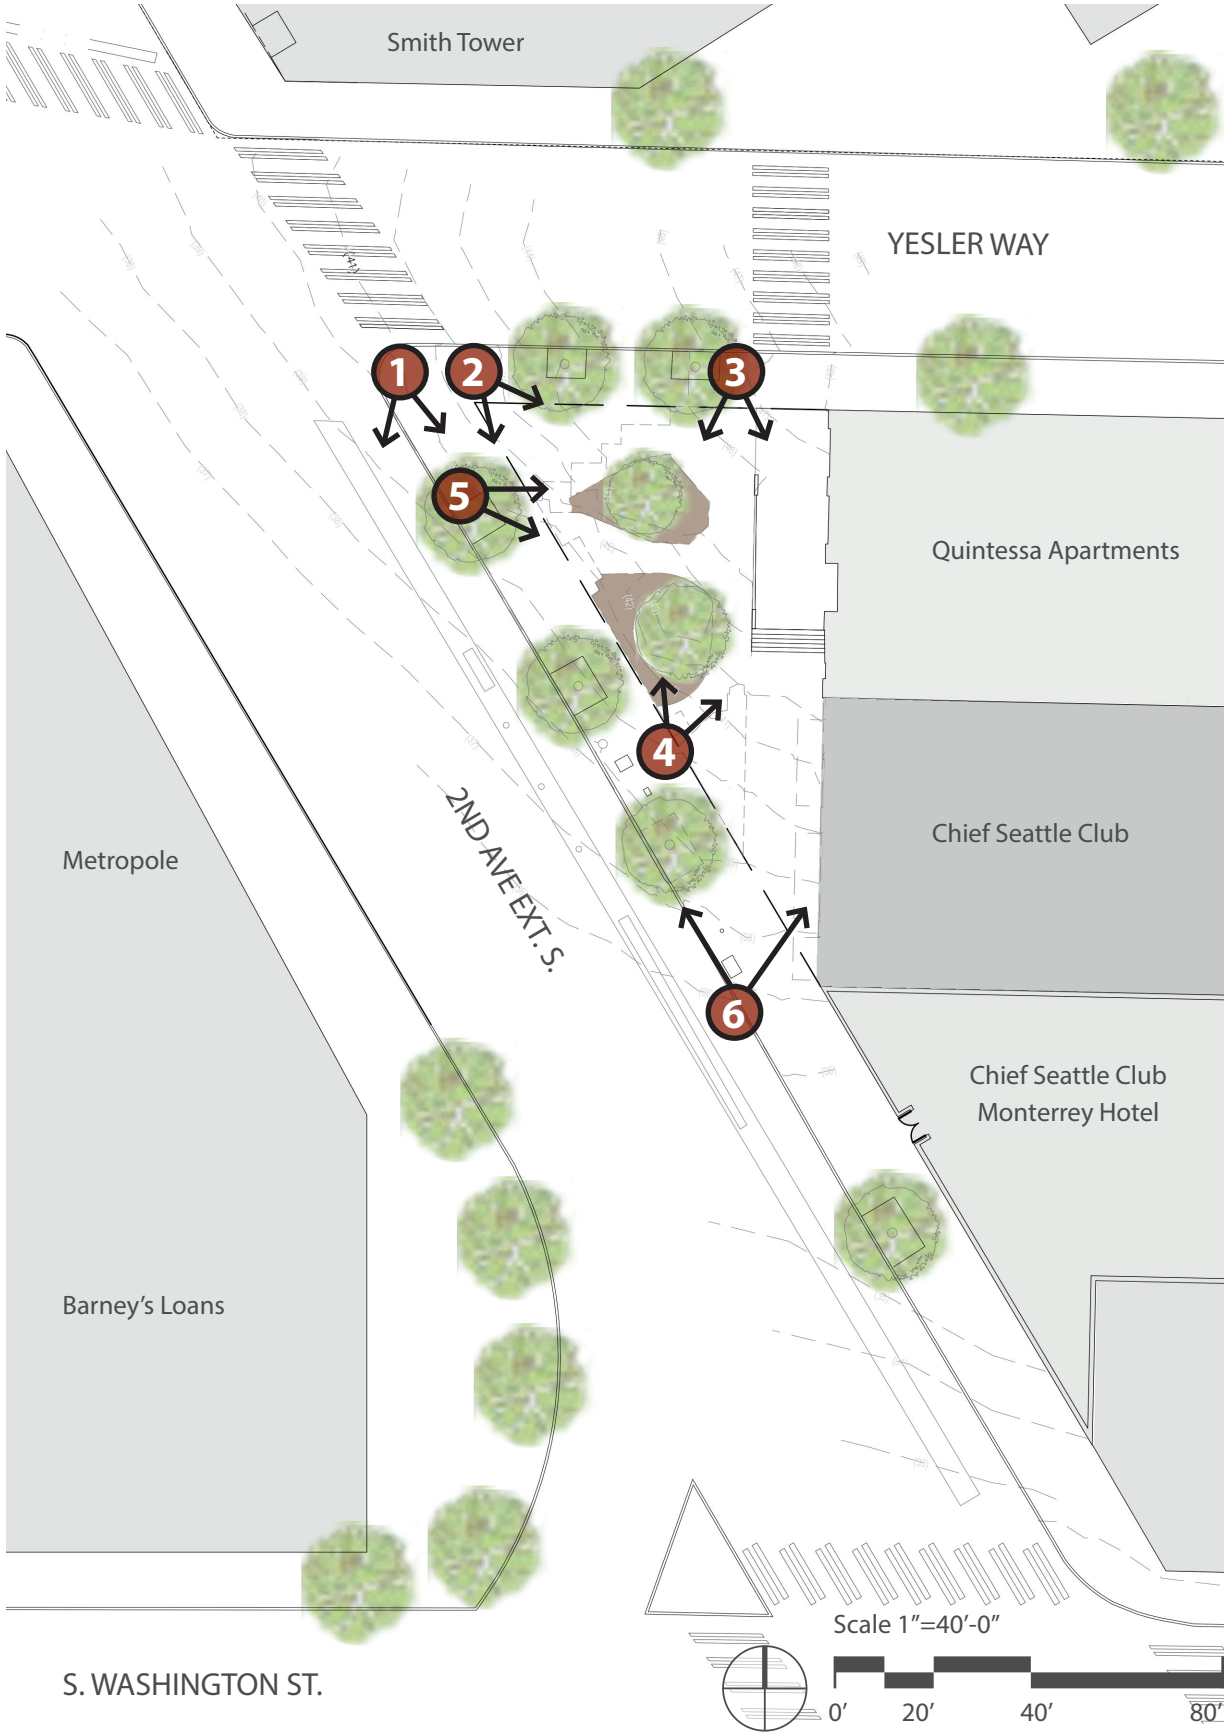 Smith Tower
YESLER WAY
1
2
3
5
Quintessa Apartments
4
2ND AVE EXT. S.
Metropole
Chief Seattle Club
6
Chief Seattle Club
Monterrey Hotel
Barney's Loans
Scale 1"=40'-0"
S. WASHINGTON ST.
0' 20' 40' 80'